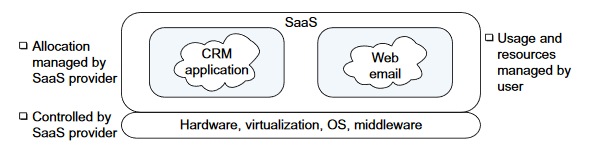 SaaS
❑ Allocation
managed by
SaaS provider
CRM
application
Web
email
❑ Usage and
resources
managed by
user
❑ Controlled by
SaaS provider
Hardware, virtualization, OS, middleware